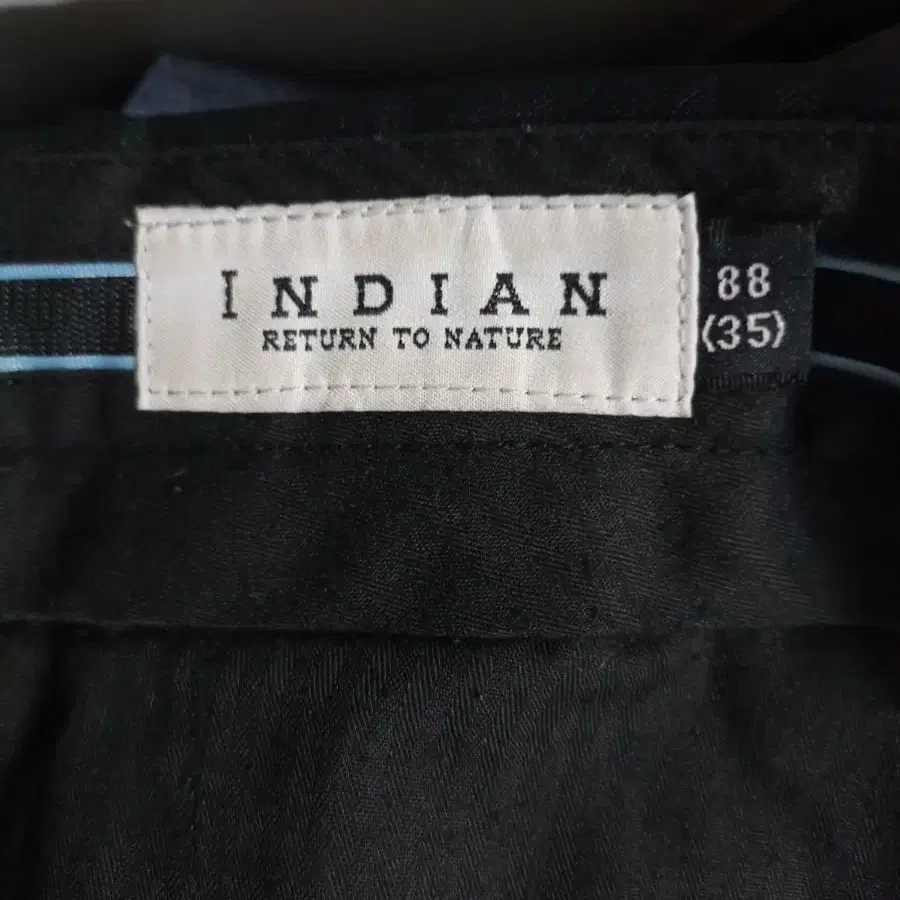 INDIAN
RETURN TO NATURE
88
(35)